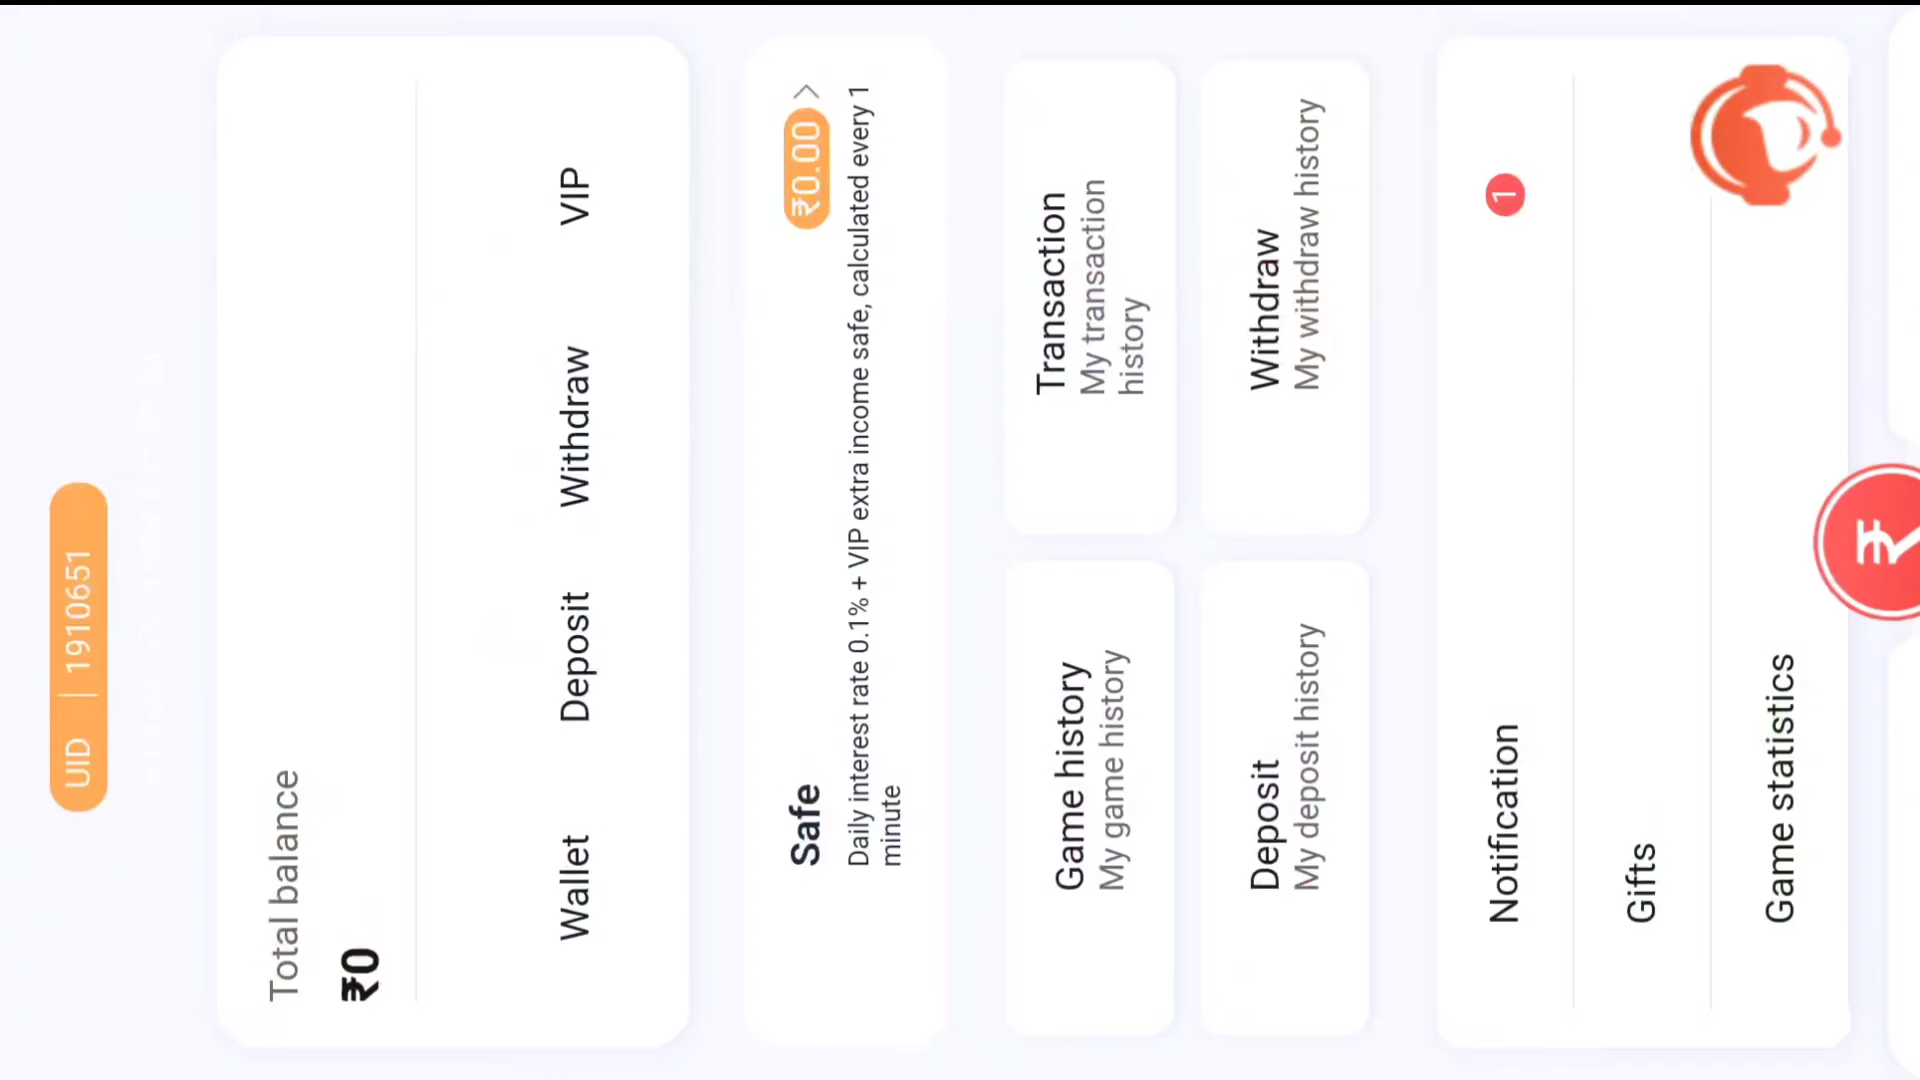 UID | 1910651
Total balance
₹0
Wallet Deposit Withdraw VIP
Safe ₹0.00 >
Daily interest rate 0.1% + VIP extra income safe, calculated every 1
minute
Game history
My game history
Transaction
My transaction
history
Deposit
My deposit history
Withdraw
My withdraw history
Notification 1
Gifts
Game statistics
₹